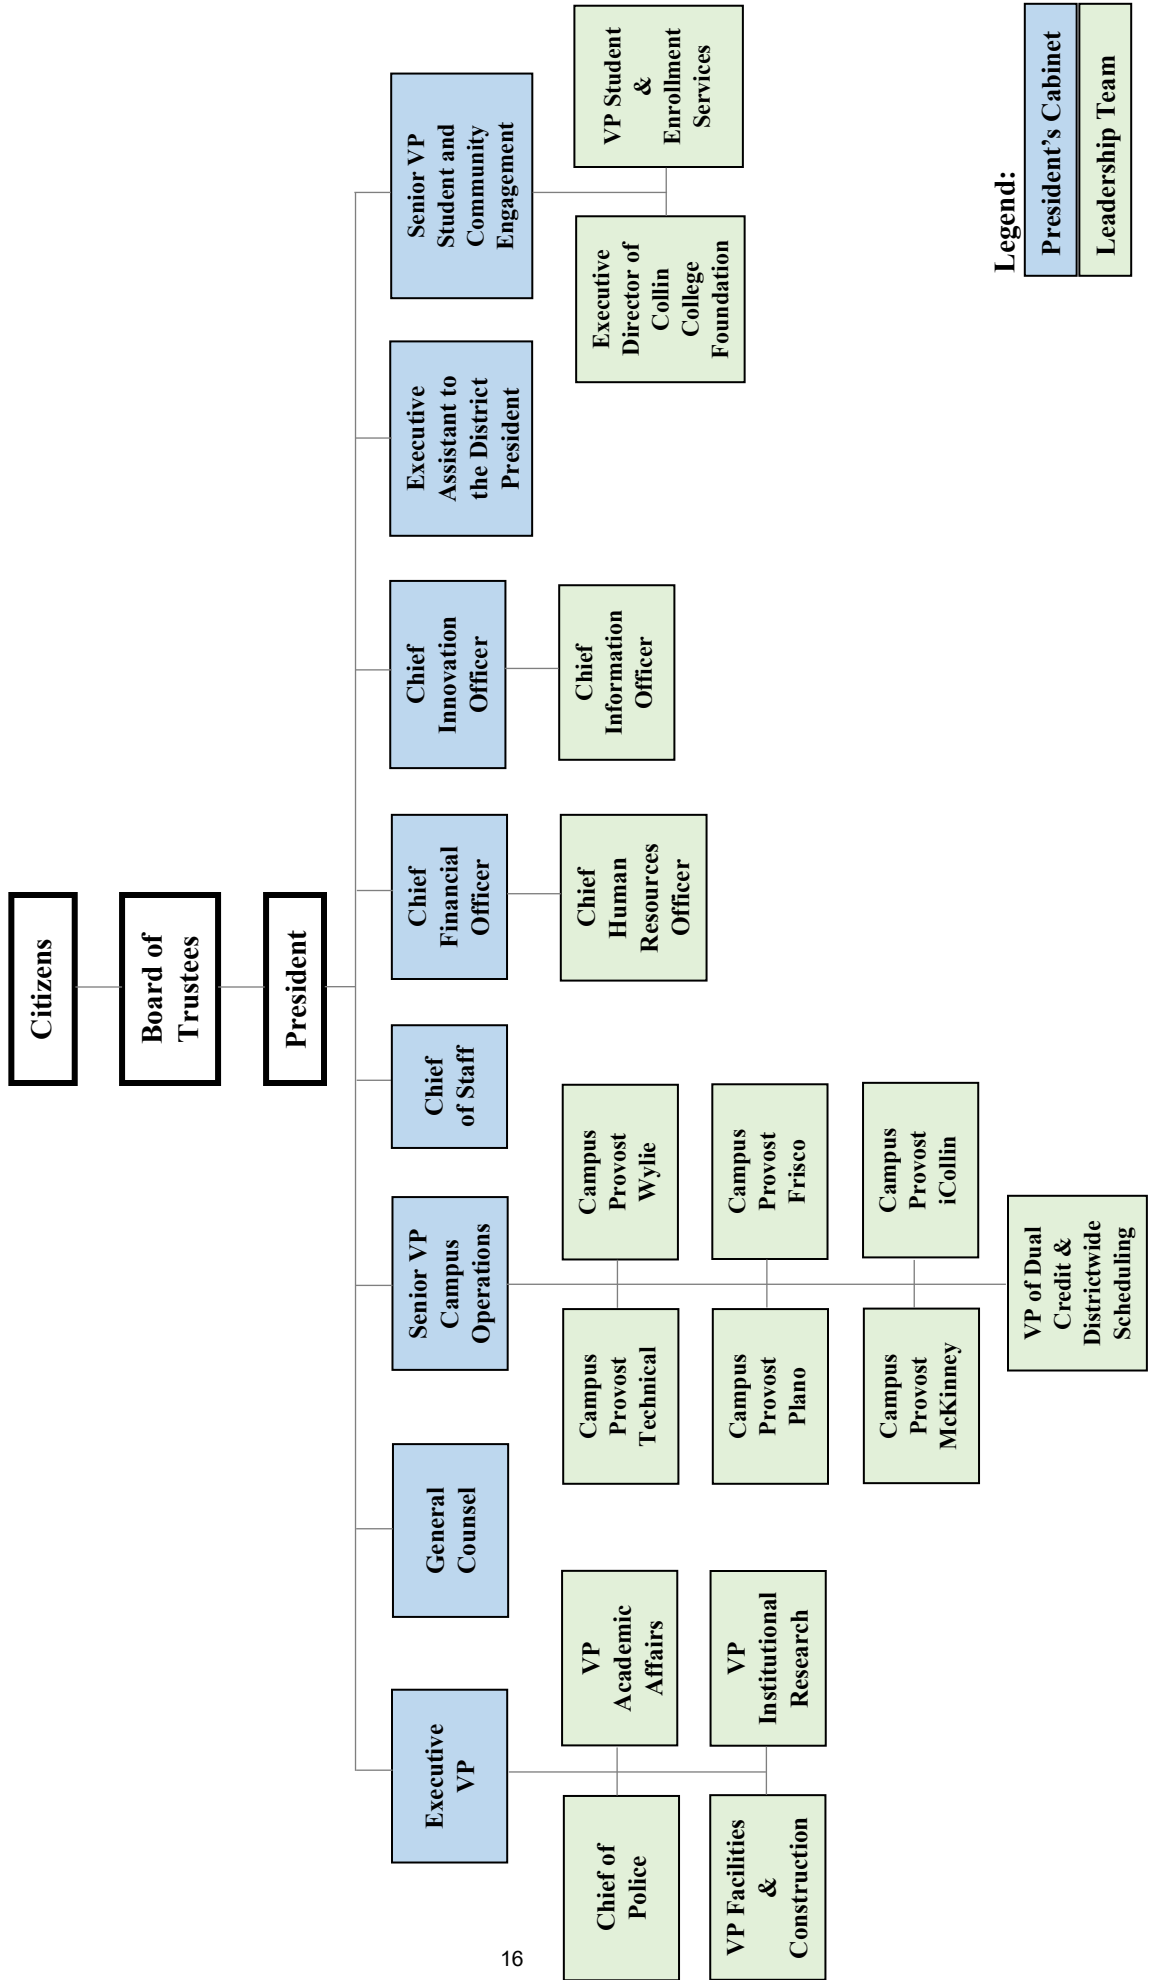 Citizens
Board of
Trustees
President
Executive
VP
General
Counsel
Senior VP
Campus
Operations
Chief
of Staff
Chief
Financial
Officer
Chief
Innovation
Officer
Executive
Assistant to
the District
President
Senior VP
Student and
Community
Engagement
Chief of
Police
VP
Academic
Affairs
VP Facilities
&
Construction
VP
Institutional
Research
Campus
Provost
Technical
Campus
Provost
Wylie
Campus
Provost
Plano
Campus
Provost
Frisco
Campus
Provost
McKinney
Campus
Provost
iCollin
VP of Dual
Credit &
Districtwide
Scheduling
Chief
Human
Resources
Officer
Chief
Information
Officer
Executive
Director of
Collin
College
Foundation
VP Student
&
Enrollment
Services
Legend:
President’s Cabinet
Leadership Team
16